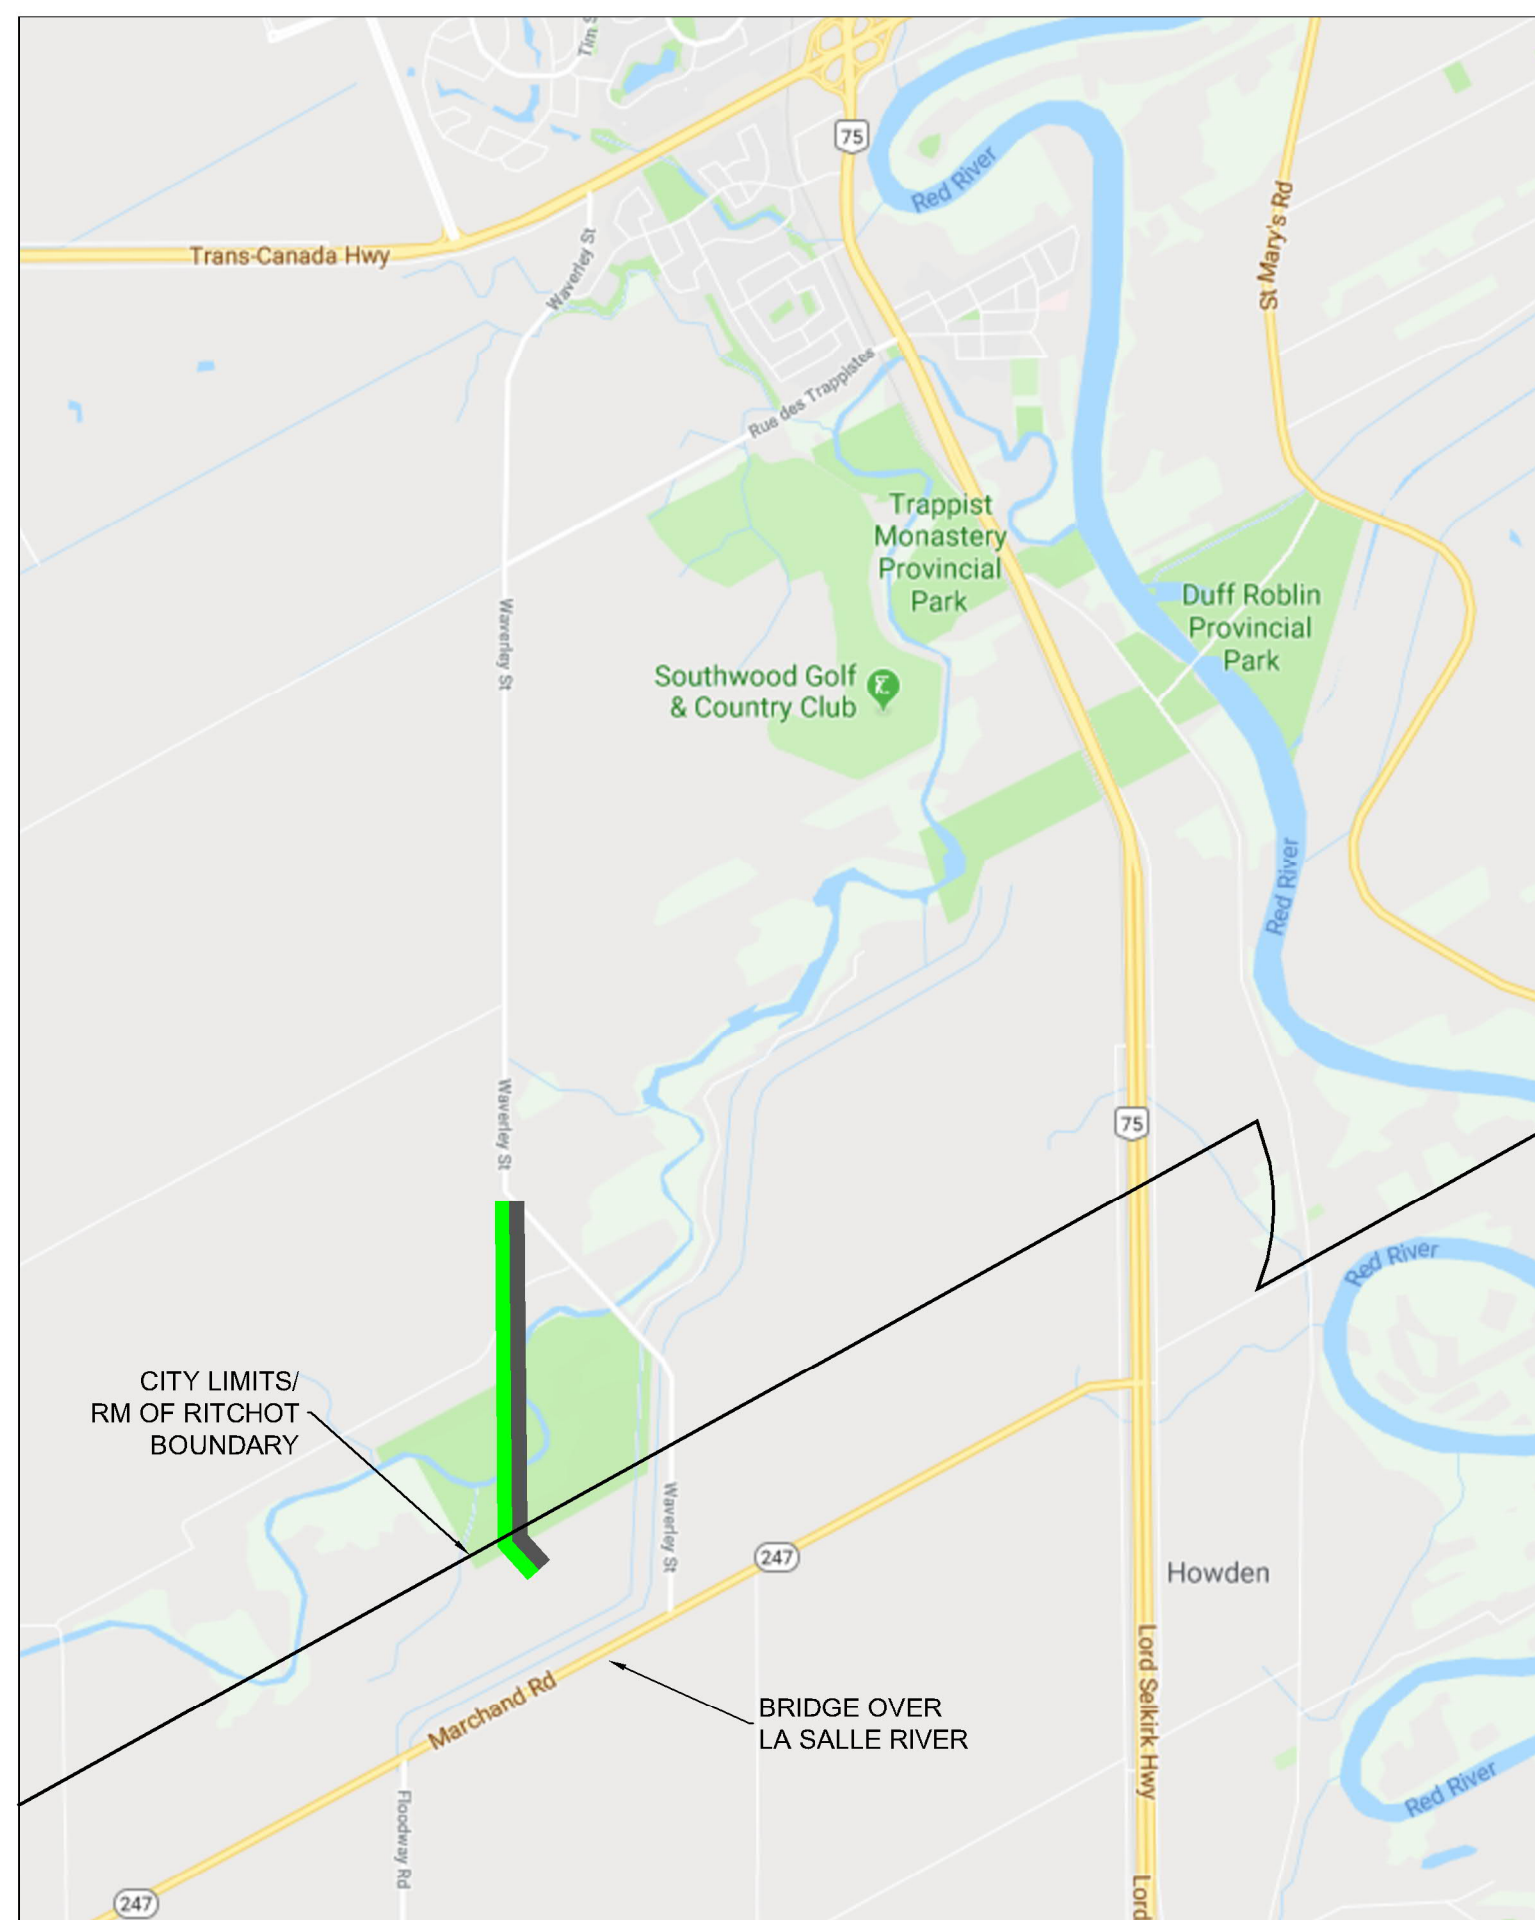 Tim S
75
Red River
St Mary's Rd
Trans-Canada Hwy
Waverley St
Rue des Trappistes
Trappist
Monastery
Provincial
Park
Duff Roblin
Provincial
Park
Waverley St
Southwood Golf
& Country Club
Red River
Waverley St
75
Red River
CITY LIMITS/
RM OF RITCHOT
BOUNDARY
Waverley St
247
Howden
Marchand Rd
BRIDGE OVER
LA SALLE RIVER
Lord Selkirk Hwy
Red River
Floodway Rd
247
Lord